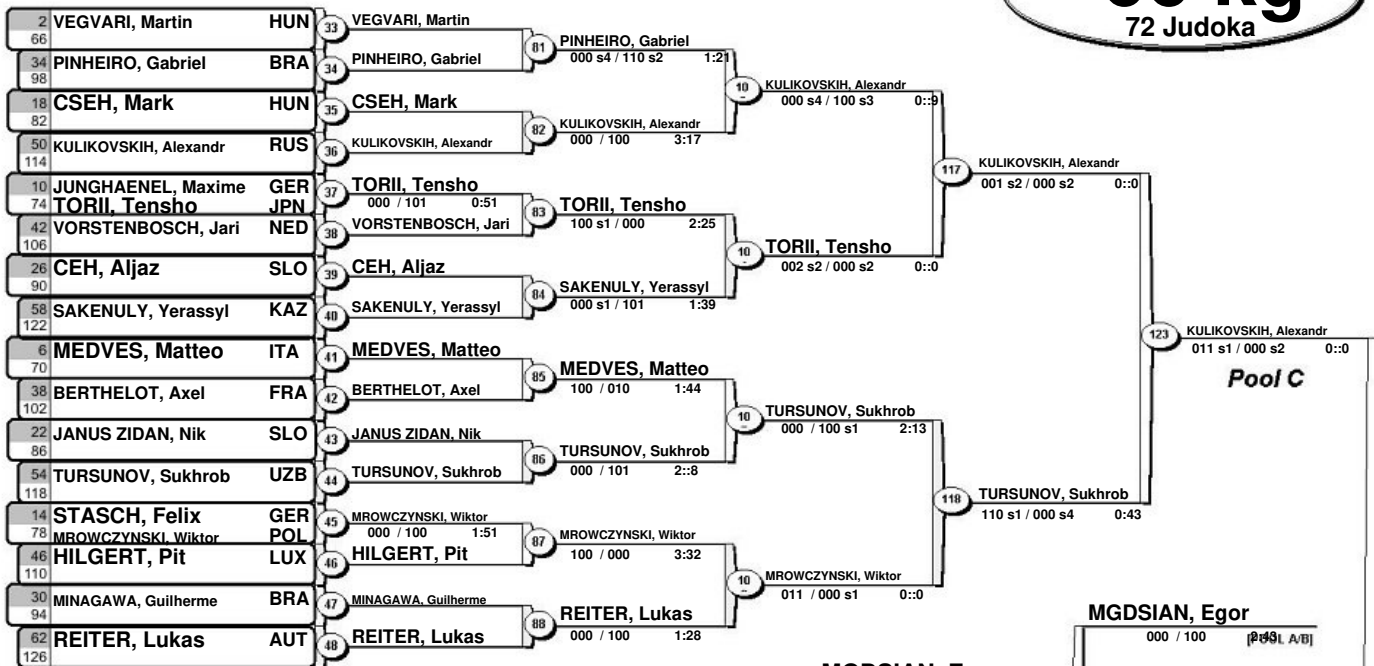 72 Judoka
2 VEGVARI, Martin HUN
66
34 PINHEIRO, Gabriel BRA
98
18 CSEH, Mark HUN
82
50 KULIKOVSKIH, Alexandr RUS
114
10 JUNGHAENEL, Maxime GER
74 TORII, Tensho JPN
42 VORSTENBOSCH, Jari NED
106
26 CEH, Aljaz SLO
90
58 SAKENULY, Yerassyl KAZ
122
6 MEDVES, Matteo ITA
70
38 BERTHELOT, Axel FRA
102
22 JANUS ZIDAN, Nik SLO
86
54 TURSUNOV, Sukhrob UZB
118
14 STASCH, Felix GER
78 MROWCZYNSKI, Wiktor POL
46 HILGERT, Pit LUX
110
30 MINAGAWA, Guilherme BRA
94
62 REITER, Lukas AUT
126
33 VEGVARI, Martin
34 PINHEIRO, Gabriel
35 CSEH, Mark
36 KULIKOVSKIH, Alexandr
37 TORII, Tensho
000 / 101 0:51
38 VORSTENBOSCH, Jari
39 CEH, Aljaz
40 SAKENULY, Yerassyl
41 MEDVES, Matteo
42 BERTHELOT, Axel
43 JANUS ZIDAN, Nik
44 TURSUNOV, Sukhrob
45 MROWCZYNSKI, Wiktor
000 / 100 1:51
46 HILGERT, Pit
47 MINAGAWA, Guilherme
48 REITER, Lukas
81 PINHEIRO, Gabriel
000 s4 / 110 s2 1:21
82 KULIKOVSKIH, Alexandr
000 / 100 3:17
83 TORII, Tensho
100 s1 / 000 2:25
84 SAKENULY, Yerassyl
000 s1 / 101 1:39
85 MEDVES, Matteo
100 / 010 1:44
86 TURSUNOV, Sukhrob
000 / 101 2::8
87 MROWCZYNSKI, Wiktor
100 / 000 3:32
88 REITER, Lukas
000 / 100 1:28
10 KULIKOVSKIH, Alexandr
000 s4 / 100 s3 0::9
10 TORII, Tensho
002 s2 / 000 s2 0::0
10 TURSUNOV, Sukhrob
000 / 100 s1 2:13
10 MROWCZYNSKI, Wiktor
011 / 000 s1 0::0
117 KULIKOVSKIH, Alexandr
001 s2 / 000 s2 0::0
118 TURSUNOV, Sukhrob
110 s1 / 000 s4 0:43
123 KULIKOVSKIH, Alexandr
011 s1 / 000 s2 0::0
Pool C
MGDSIAN, Egor
000 / 100 2:43